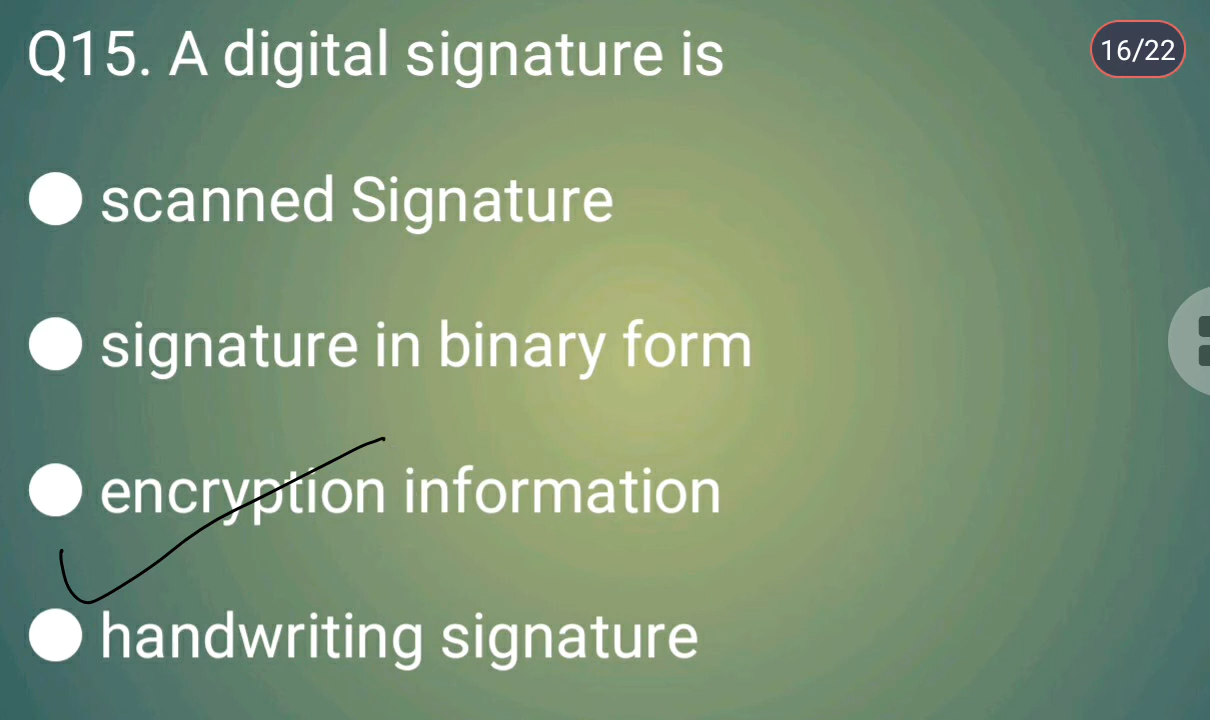 Q15. A digital signature is
16/22
scanned Signature
signature in binary form
encryption information
handwriting signature